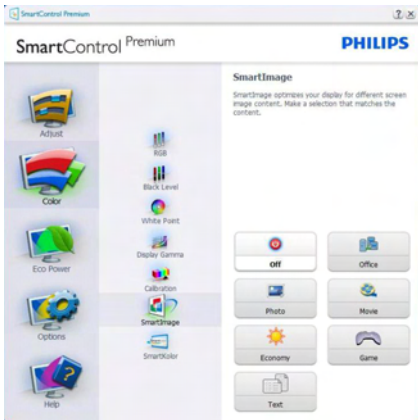 SmartControl Premium
SmartControl Premium
PHILIPS
Adjust
Color
Eco Power
Options
Help
RGB
Black Level
White Point
Display Gamma
Calibration
SmartImage
SmartKolor
SmartImage
SmartImage optimizes your display for different screen
image content. Make a selection that matches the
content.
Off
Office
Photo
Movie
Economy
Game
Text